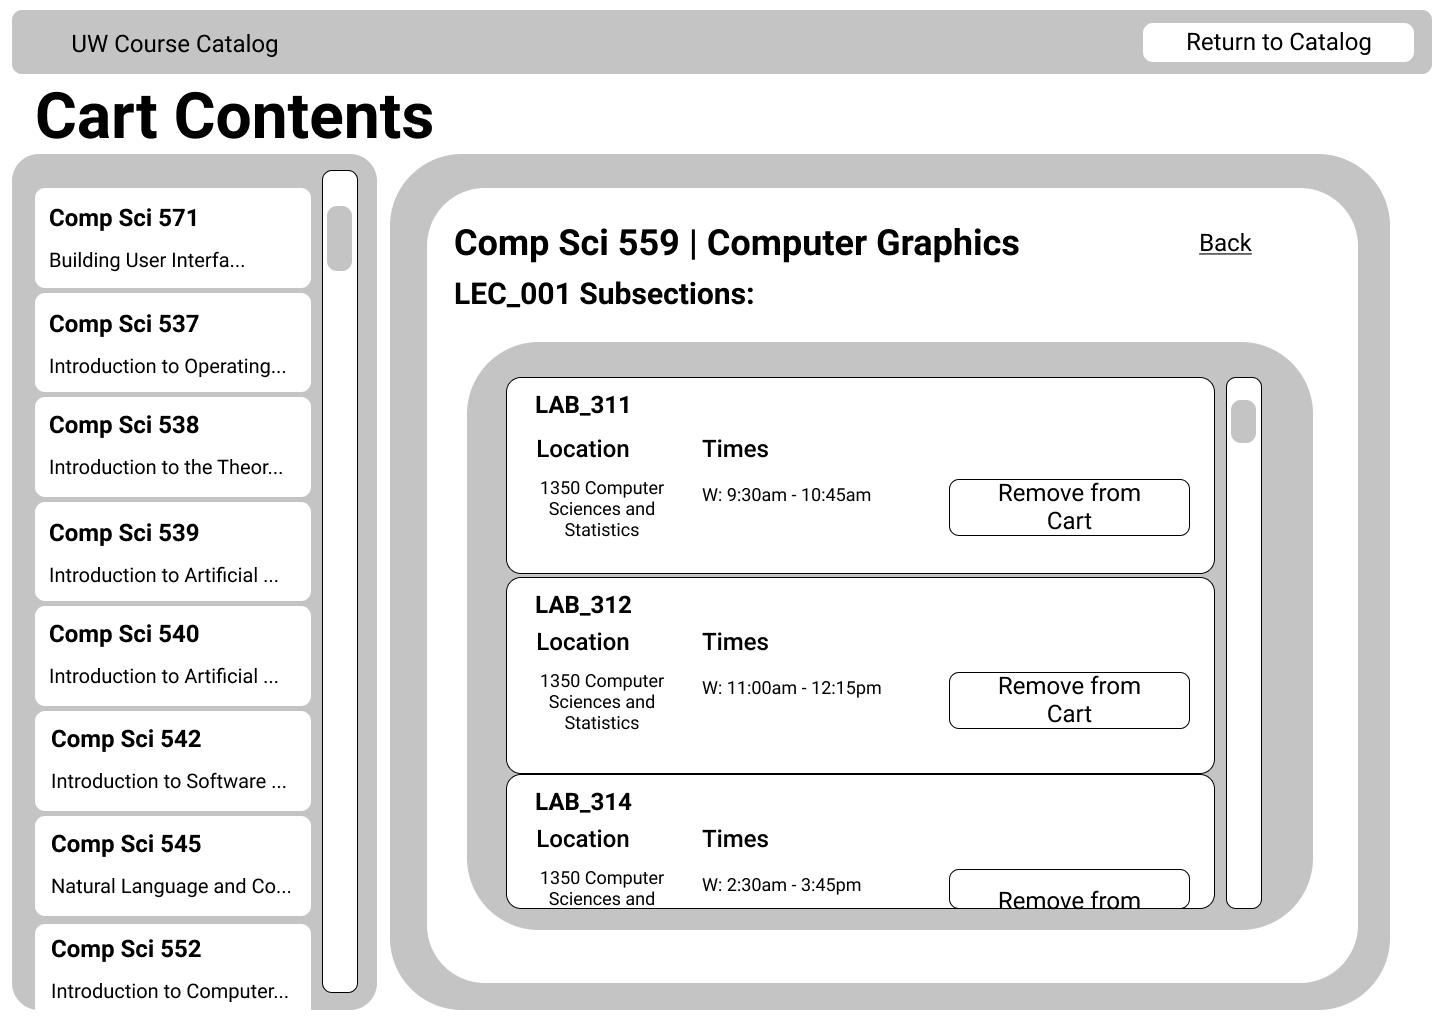 UW Course Catalog
Return to Catalog
Cart Contents
Comp Sci 571
Building User Interfa...
Comp Sci 537
Introduction to Operating...
Comp Sci 538
Introduction to the Theor...
Comp Sci 539
Introduction to Artificial ...
Comp Sci 540
Introduction to Artificial ...
Comp Sci 542
Introduction to Software ...
Comp Sci 545
Natural Language and Co...
Comp Sci 552
Introduction to Computer...
Comp Sci 559 | Computer Graphics
Back
LEC_001 Subsections:
LAB_311
Location
Times
1350 Computer
Sciences and
Statistics
W: 9:30am - 10:45am
Remove from
Cart
LAB_312
Location
Times
1350 Computer
Sciences and
Statistics
W: 11:00am - 12:15pm
Remove from
Cart
LAB_314
Location
Times
1350 Computer
Sciences and
W: 2:30am - 3:45pm
Remove from